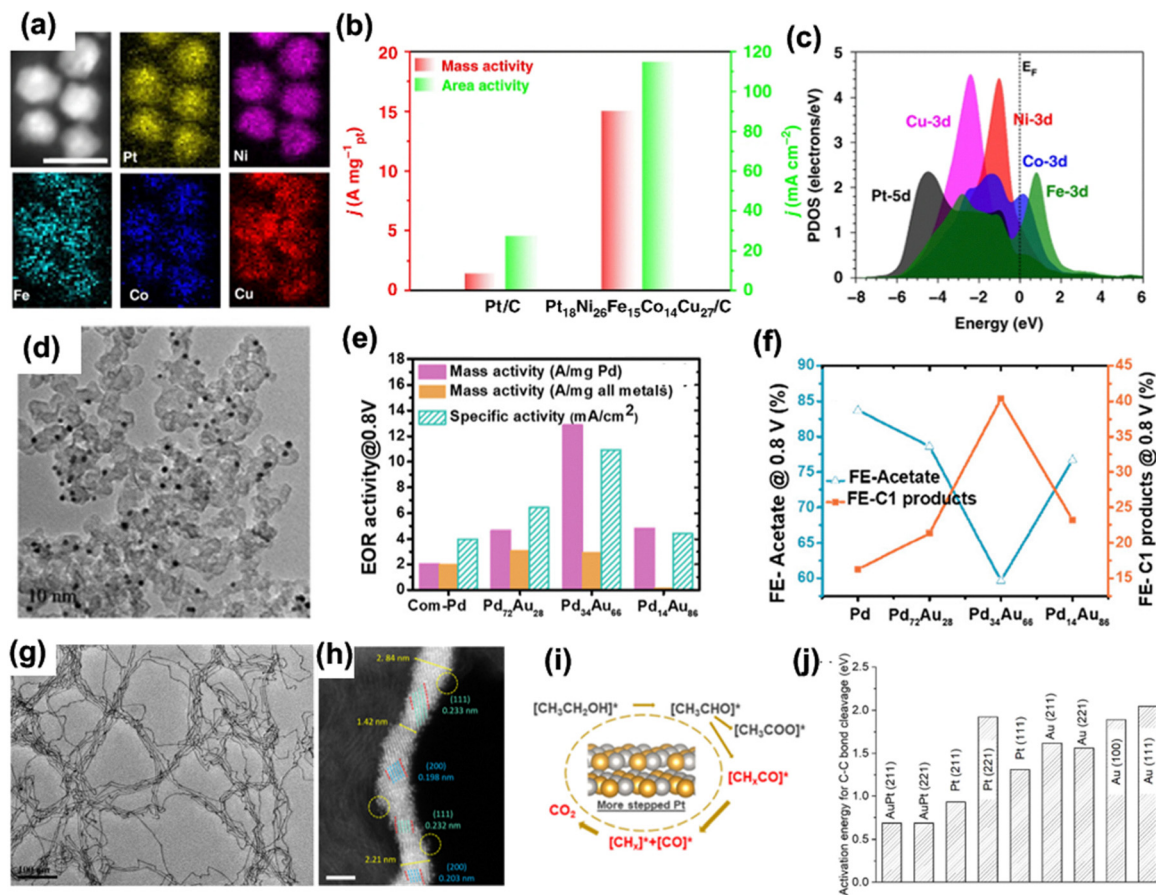 (a)
Pt
Ni
Fe
Co
Cu
(b)
Mass activity
Area activity
j (A mg⁻¹pt)
20
15
10
5
0
j (mA cm⁻²)
120
100
80
60
40
20
0
Pt/C
Pt₁₈Ni₂₆Fe₁₅Co₁₄Cu₂₇/C
(c)
EF
Cu-3d
Ni-3d
Co-3d
Pt-5d
Fe-3d
PDOS (electrons/eV)
5
4
3
2
1
0
−8 −6 −4 −2 0 2 4 6
Energy (eV)
(d)
10 nm
(e)
Mass activity (A/mg Pd)
Mass activity (A/mg all metals)
Specific activity (mA/cm²)
EOR activity@0.8V
18
16
14
12
10
8
6
4
2
0
Com-Pd
Pd₇₂Au₂₈
Pd₃₄Au₆₆
Pd₁₄Au₈₆
(f)
FE-Acetate
FE-C1 products
FE- Acetate @ 0.8 V (%)
90
85
80
75
70
65
60
FE- C1 products @ 0.8 V (%)
45
40
35
30
25
20
15
Pd
Pd₇₂Au₂₈
Pd₃₄Au₆₆
Pd₁₄Au₈₆
(g)
100 nm
(h)
2. 84 nm
(111)
0.233 nm
1.42 nm
(200)
0.198 nm
(111)
0.232 nm
2.21 nm
(200)
0.203 nm
(i)
[CH₃CH₂OH]*
[CH₃CHO]*
[CH₃COO]*
[CHₓCO]*
[CHₓ]*+[CO]*
CO₂
More stepped Pt
(j)
Activation energy for C-C bond cleavage (eV)
2.5
2.0
1.5
1.0
0.5
0.0
AuPt (211)
AuPt (221)
Pt (211)
Pt (221)
Pt (111)
Au (211)
Au (221)
Au (100)
Au (111)